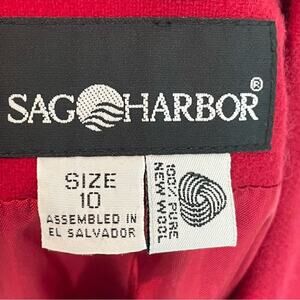 SAG HARBOR®
SIZE
10
ASSEMBLED IN
EL SALVADOR
100% PURE
NEW WOOL